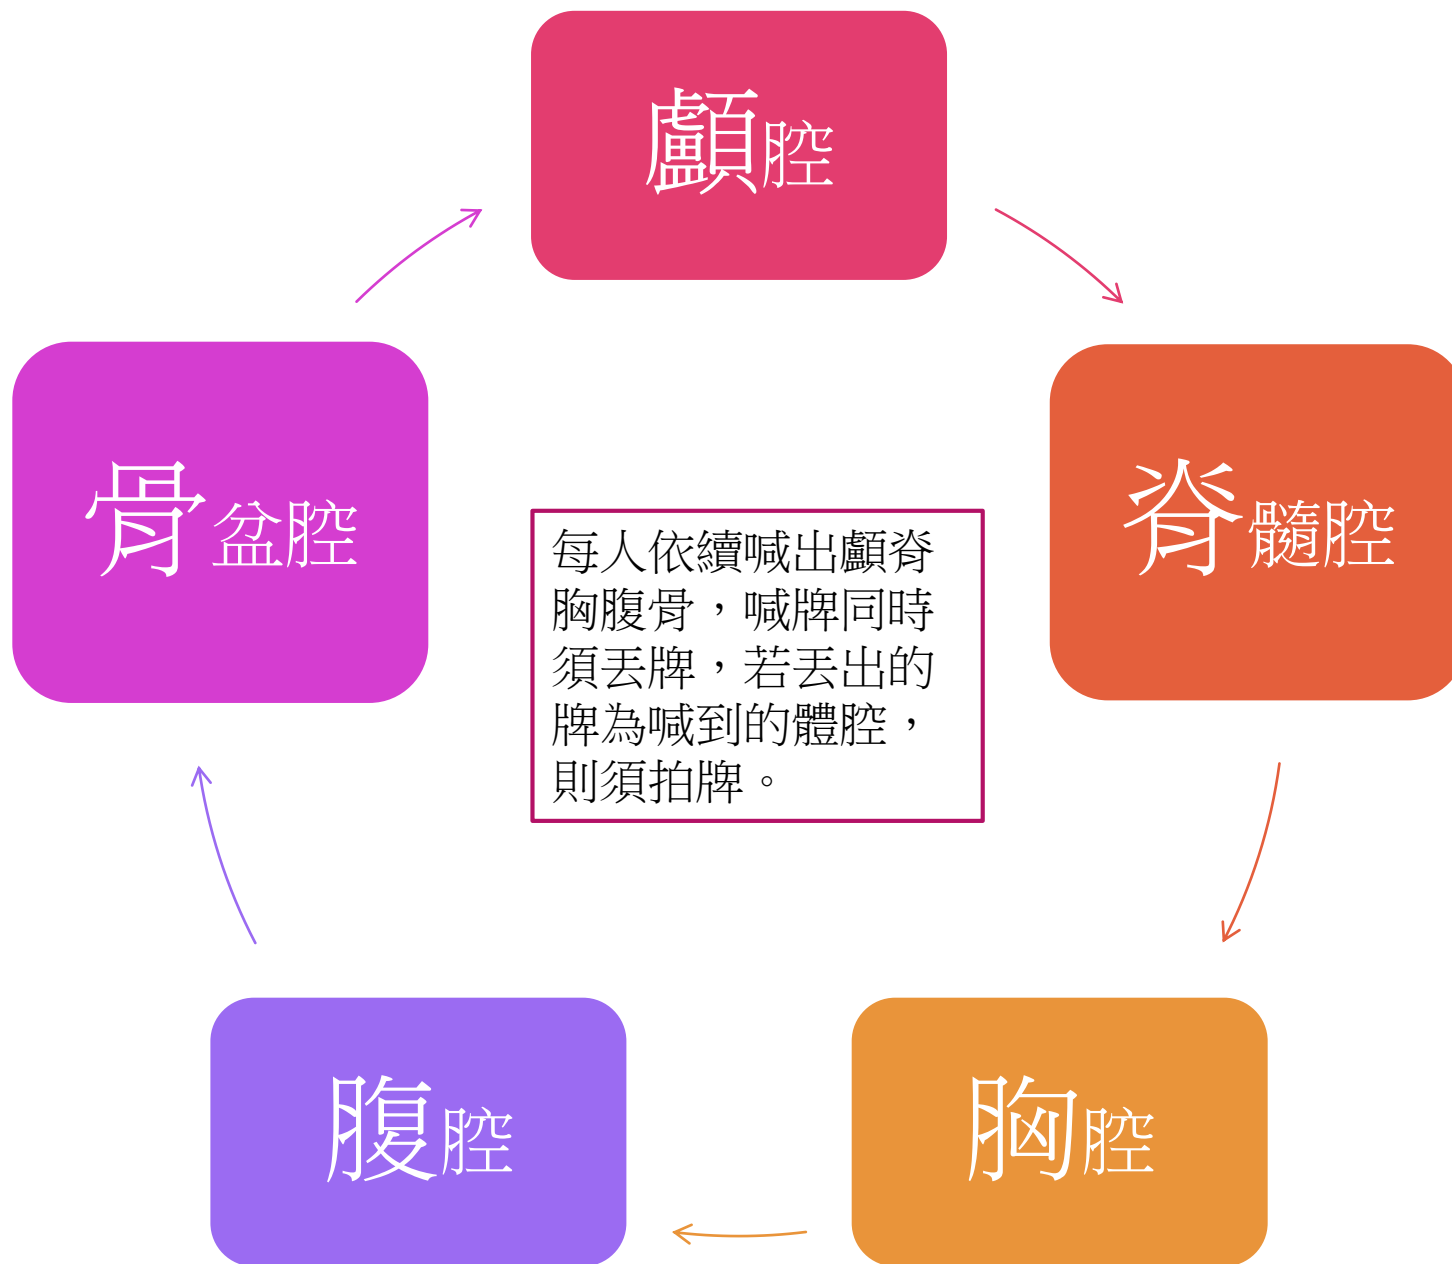 顱腔
脊髓腔
胸腔
腹腔
骨盆腔
每人依續喊出顱脊
胸腹骨，喊牌同時
須丟牌，若丟出的
牌為喊到的體腔，
則須拍牌。